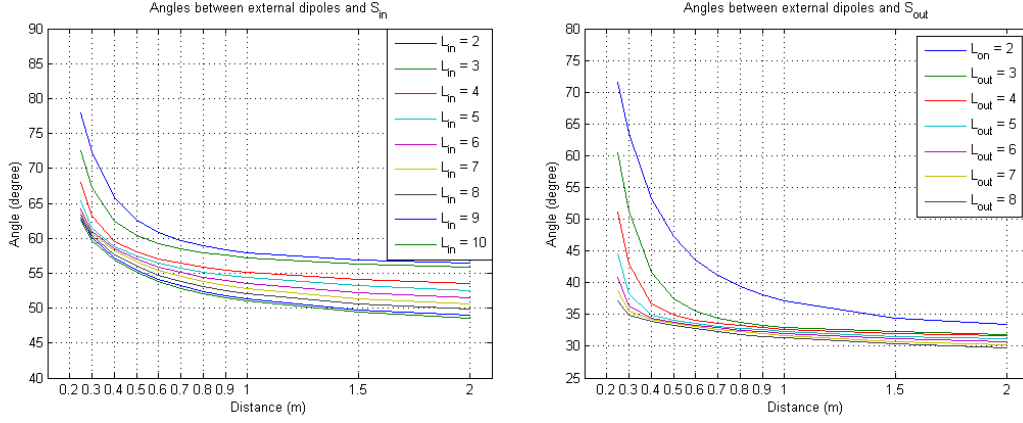 Angles between external dipoles and S_in
90
85
80
75
70
65
60
55
50
45
40
Angle (degree)
0.2 0.3 0.4 0.5 0.6 0.7 0.8 0.9 1 1.5 2
Distance (m)
L_in = 2
L_in = 3
L_in = 4
L_in = 5
L_in = 6
L_in = 7
L_in = 8
L_in = 9
L_in = 10
Angles between external dipoles and S_out
80
75
70
65
60
55
50
45
40
35
30
25
Angle (degree)
0.2 0.3 0.4 0.5 0.6 0.7 0.8 0.9 1 1.5 2
Distance (m)
L_on = 2
L_out = 3
L_out = 4
L_out = 5
L_out = 6
L_out = 7
L_out = 8